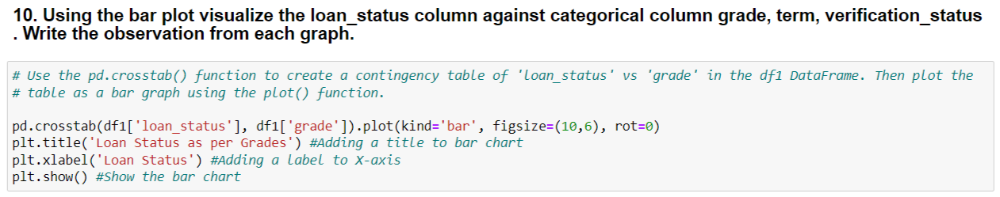 10. Using the bar plot visualize the loan_status column against categorical column grade, term, verification_status
. Write the observation from each graph.
# Use the pd.crosstab() function to create a contingency table of 'loan_status' vs 'grade' in the df1 DataFrame. Then plot the
# table as a bar graph using the plot() function.
pd.crosstab(df1['loan_status'], df1['grade']).plot(kind='bar', figsize=(10,6), rot=0)
plt.title('Loan Status as per Grades') #Adding a title to bar chart
plt.xlabel('Loan Status') #Adding a label to X-axis
plt.show() #Show the bar chart